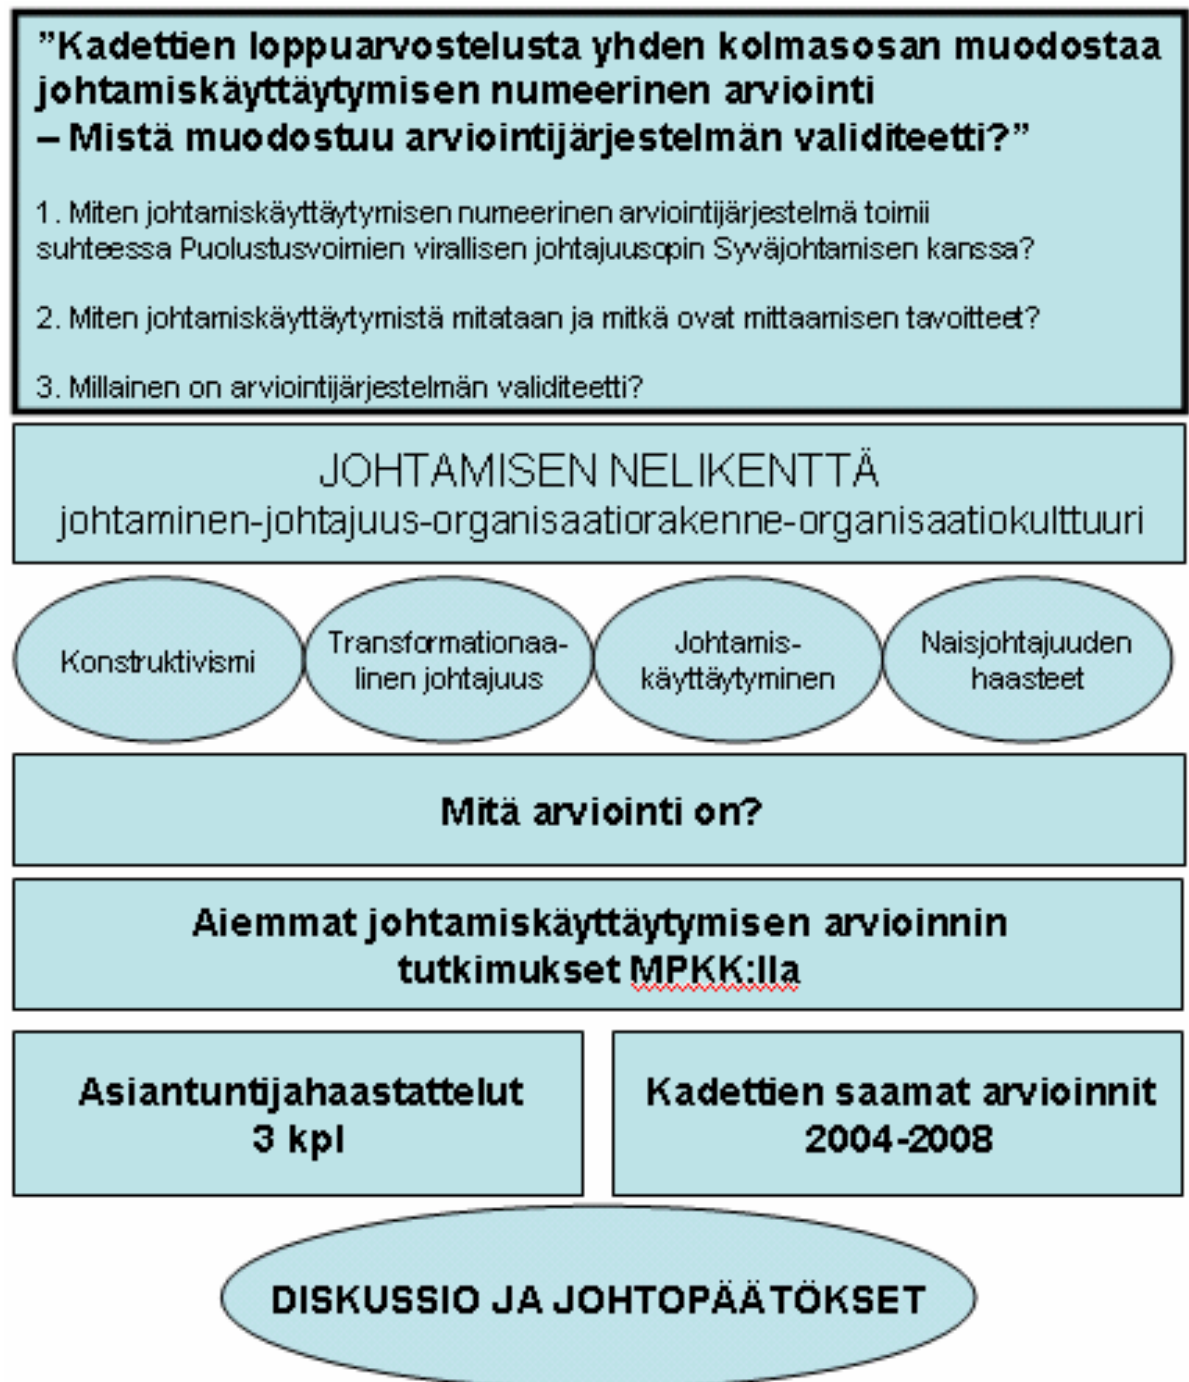 ”Kadettien loppuarvostelusta yhden kolmasosan muodostaa
johtamiskäyttäytymisen numeerinen arviointi
– Mistä muodostuu arviointijärjestelmän validiteetti?”
1. Miten johtamiskäyttäytymisen numeerinen arviointijärjestelmä toimii
suhteessa Puolustusvoimien virallisen johtajuusopin Syväjohtamisen kanssa?
2. Miten johtamiskäyttäytymistä mitataan ja mitkä ovat mittaamisen tavoitteet?
3. Millainen on arviointijärjestelmän validiteetti?
JOHTAMISEN NELIKENTTÄ
johtaminen-johtajuus-organisaatiorakenne-organisaatiokulttuuri
Konstruktivismi
Transformationaa-
linen johtajuus
Johtamis-
käyttäytyminen
Naisjohtajuuden
haasteet
Mitä arviointi on?
Aiemmat johtamiskäyttäytymisen arvioinnin
tutkimukset MPKK:lla
Asiantuntijahaastattelut
3 kpl
Kadettien saamat arvioinnit
2004-2008
DISKUSSIO JA JOHTOPÄÄTÖKSET